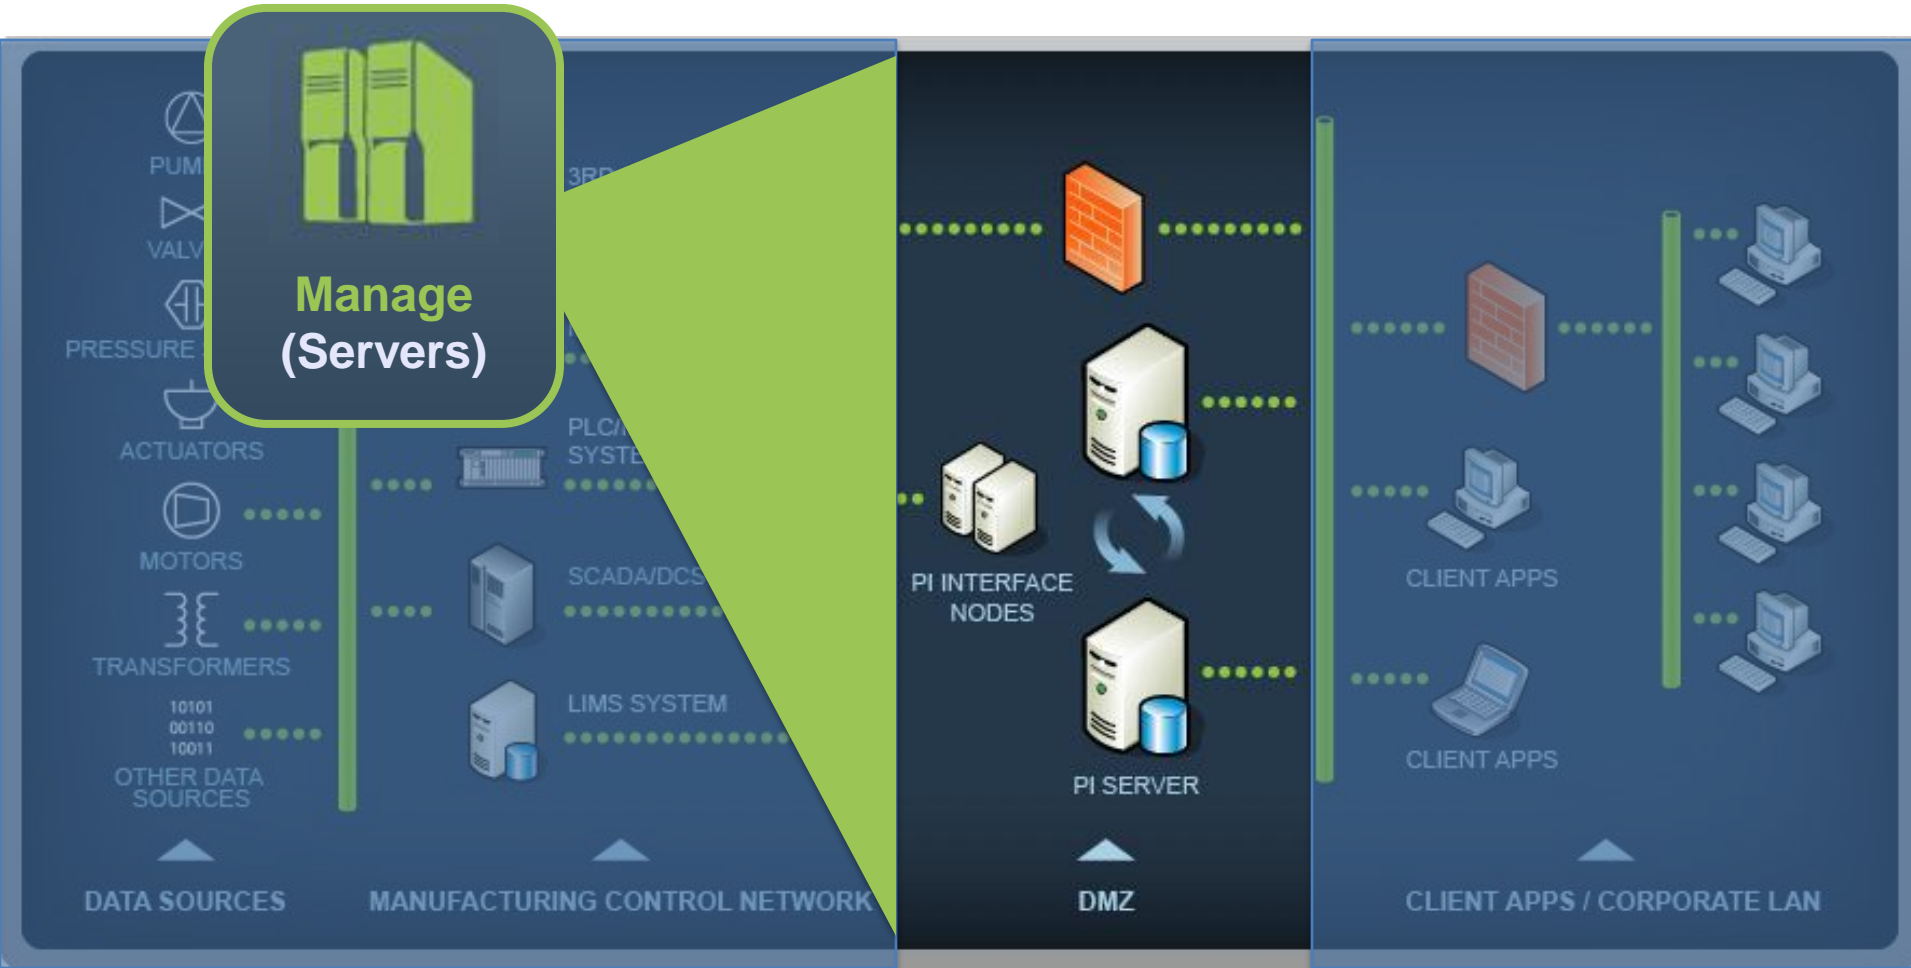 Manage
(Servers)
PUM
VALV
PRESSURE
ACTUATORS
MOTORS
TRANSFORMERS
10101
00110
10011
OTHER DATA
SOURCES
DATA SOURCES
3RD
PLC/
SYSTE
SCADA/DCS
LIMS SYSTEM
MANUFACTURING CONTROL NETWORK
PI INTERFACE
NODES
PI SERVER
DMZ
CLIENT APPS
CLIENT APPS
CLIENT APPS / CORPORATE LAN